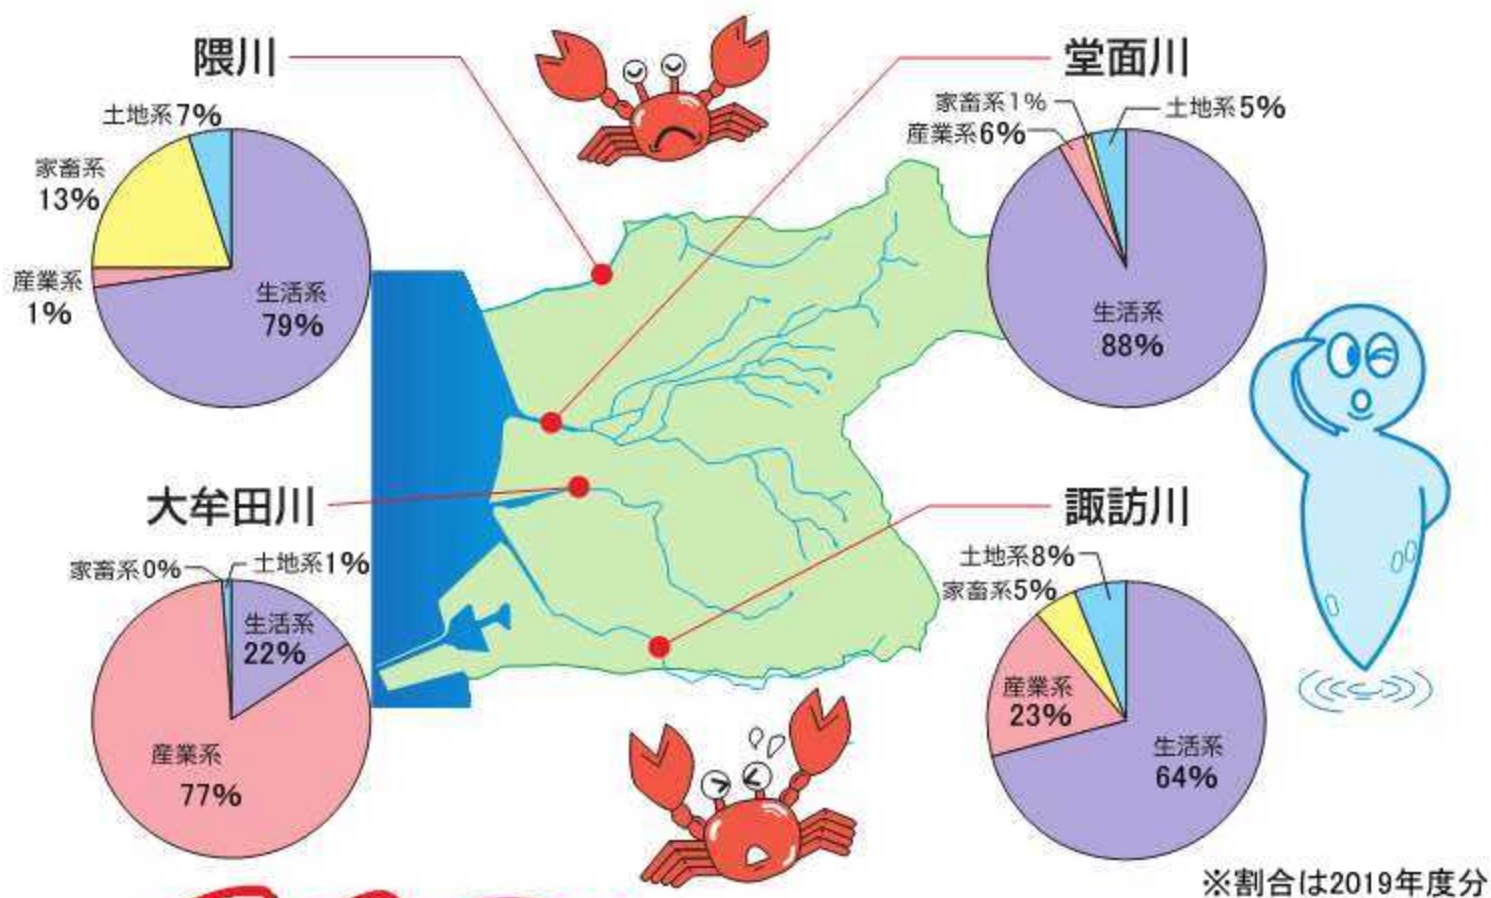 隈川
土地系7%
家畜系
13%
産業系
1%
生活系
79%
堂面川
家畜系1%
土地系5%
産業系6%
生活系
88%
大牟田川
家畜系0%
土地系1%
生活系
22%
産業系
77%
諏訪川
土地系8%
家畜系5%
産業系
23%
生活系
64%
※割合は2019年度分